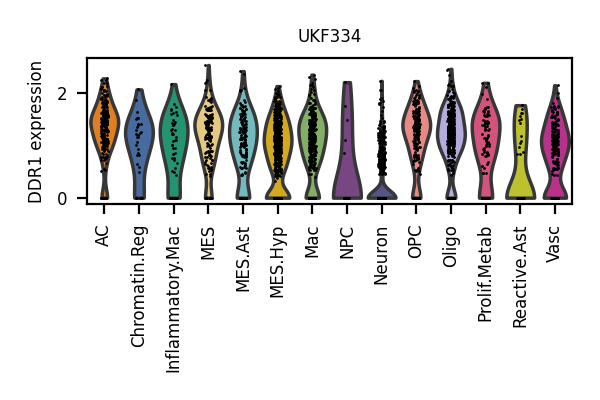 UKF334
DDR1 expression
2
0
AC
Chromatin.Reg
Inflammatory.Mac
MES
MES.Ast
MES.Hyp
Mac
NPC
Neuron
OPC
Oligo
Prolif.Metab
Reactive.Ast
Vasc